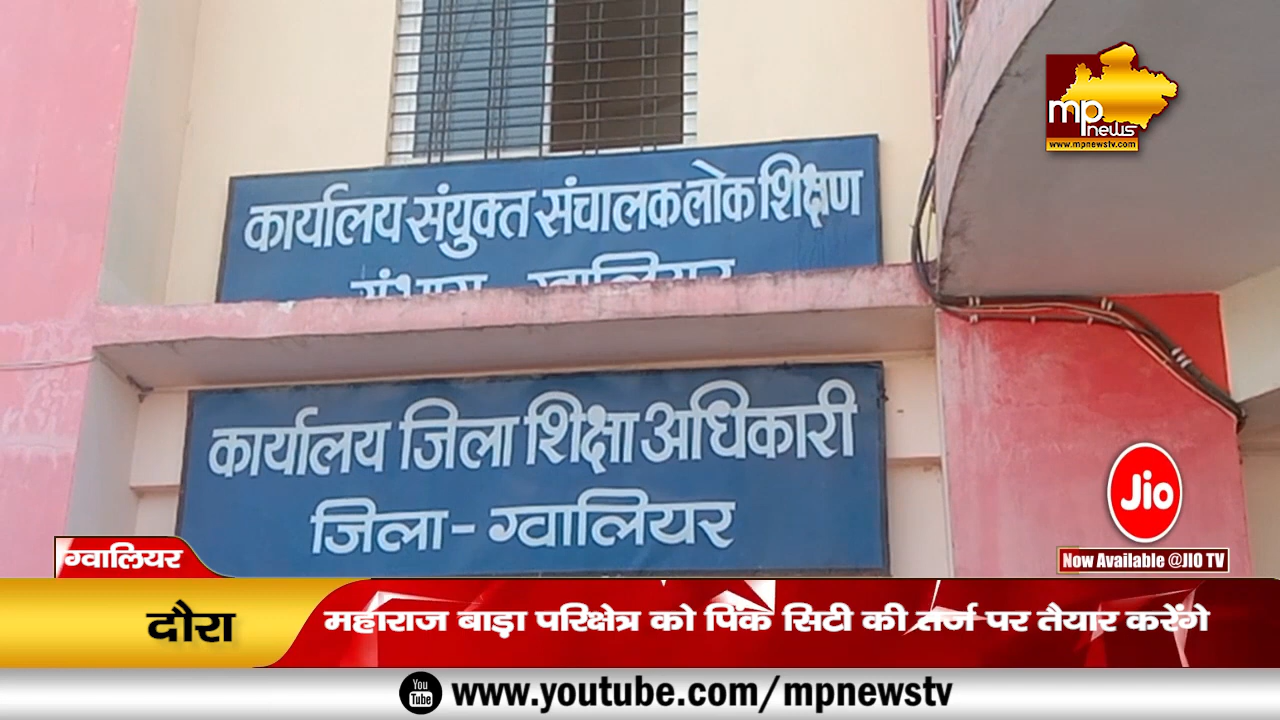 mp
news
www.mpnewstv.com
कार्यालय संयुक्त संचालक लोक शिक्षण
संभाग - ग्वालियर
कार्यालय जिला शिक्षा अधिकारी
जिला - ग्वालियर
Jio
Now Available @JIO TV
ग्वालियर
दौरा
महाराज बाड़ा परिक्षेत्र को पिंक सिटी की तर्ज पर तैयार करेंगे
You
Tube
www.youtube.com/mpnewstv